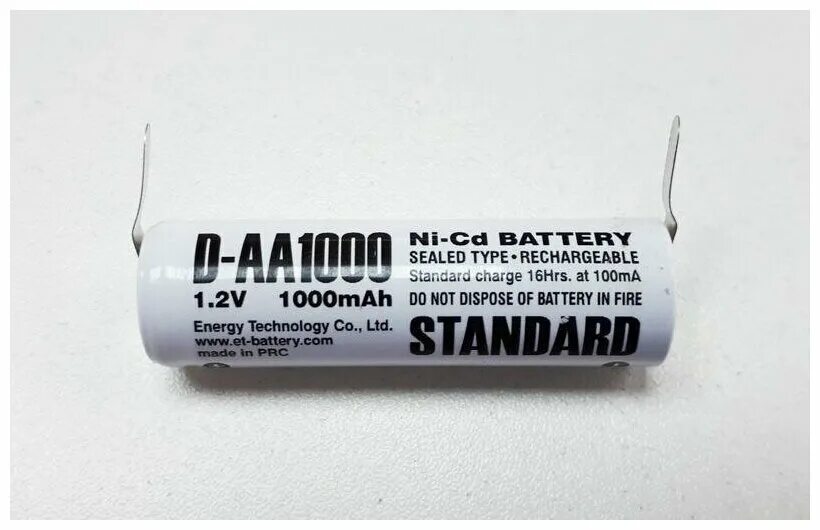 D-AA1000
1.2V 1000mAh
Energy Technology Co., Ltd.
www.et-battery.com
made in PRC
Ni-Cd BATTERY
SEALED TYPE • RECHARGEABLE
Standard charge 16Hrs. at 100mA
DO NOT DISPOSE OF BATTERY IN FIRE
STANDARD